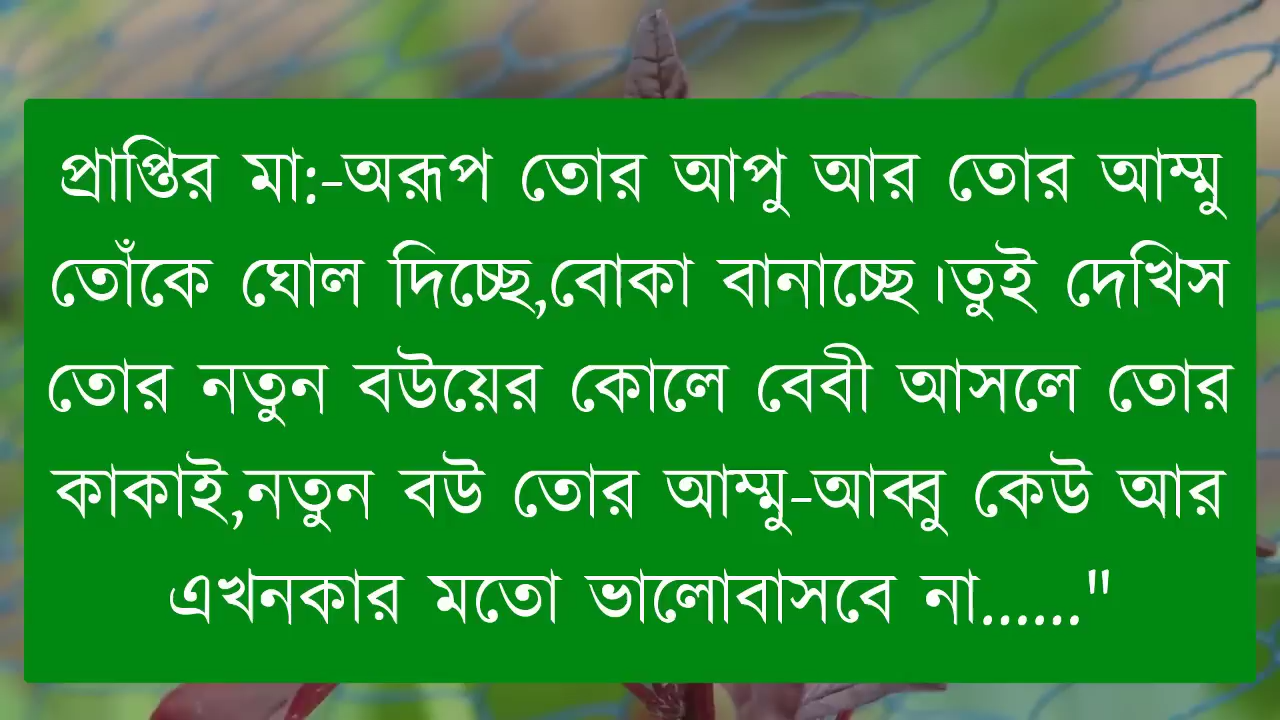 প্রাপ্তির মা:-অরূপ তোর আপু আর তোর আম্মু
তোঁকে ঘোল দিচ্ছে,বোকা বানাচ্ছে।তুই দেখিস
তোর নতুন বউয়ের কোলে বেবী আসলে তোর
কাকাই,নতুন বউ তোর আম্মু-আব্বু কেউ আর
এখনকার মতো ভালোবাসবে না......"